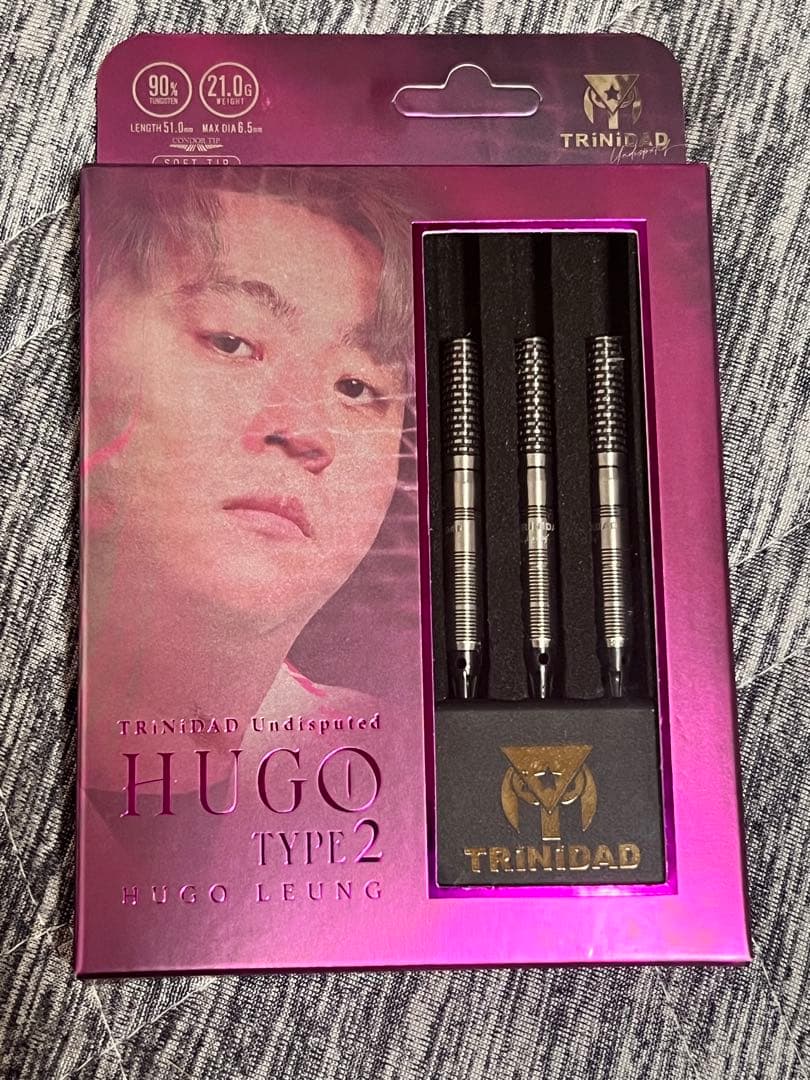 90%
TUNGSTEN
21.0G
WEIGHT
LENGTH 51.0mm MAX DIA 6.5mm
CONDOR TIP
SOFT TIP
TRiNiDAD
Undisputed
TRiNiDAD
TRiNiDAD Undisputed
HUGO
TYPE 2
HUGO LEUNG
TRiNiDAD